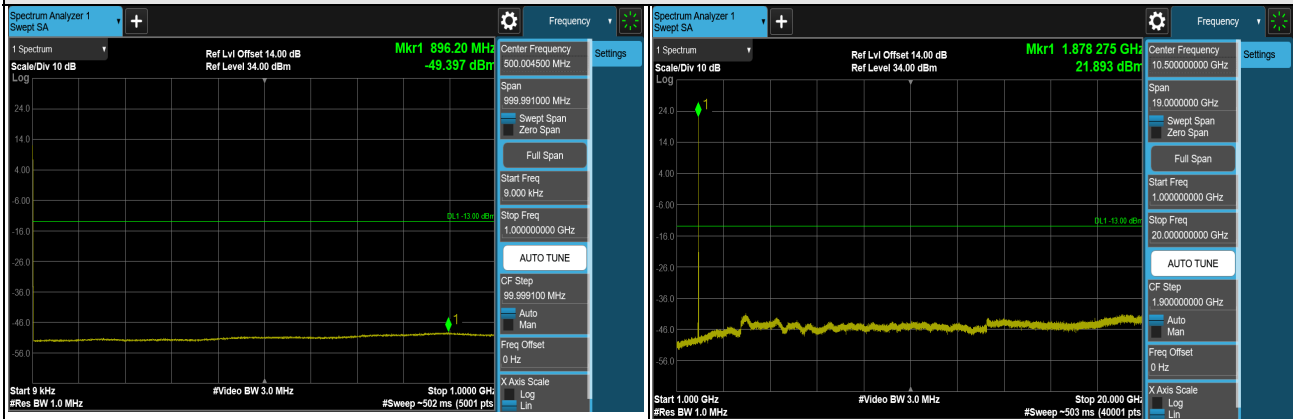 Spectrum Analyzer 1
Swept SA
+
Frequency
1 Spectrum
Scale/Div 10 dB
Log
Ref Lvl Offset 14.00 dB
Ref Level 34.00 dBm
Mkr1 896.20 MHz
-49.397 dBm
24.0
14.0
4.00
-6.00
-16.0
-26.0
-36.0
-46.0
-56.0
DL1 -13.00 dBm
1
Start 9 kHz
#Res BW 1.0 MHz
#Video BW 3.0 MHz
Stop 1.0000 GHz
#Sweep ~502 ms (5001 pts
Center Frequency
500.004500 MHz
Settings
Span
999.991000 MHz
Swept Span
Zero Span
Full Span
Start Freq
9.000 kHz
Stop Freq
1.000000000 GHz
AUTO TUNE
CF Step
99.999100 MHz
Auto
Man
Freq Offset
0 Hz
X Axis Scale
Log
Lin
Spectrum Analyzer 1
Swept SA
+
Frequency
1 Spectrum
Scale/Div 10 dB
Log
Ref Lvl Offset 14.00 dB
Ref Level 34.00 dBm
Mkr1 1.878 275 GHz
21.893 dBm
24.0
14.0
4.00
-6.00
-16.0
-26.0
-36.0
-46.0
-56.0
1
DL1 -13.00 dBm
Start 1.000 GHz
#Res BW 1.0 MHz
#Video BW 3.0 MHz
Stop 20.000 GHz
#Sweep ~503 ms (40001 pts
Center Frequency
10.500000000 GHz
Settings
Span
19.0000000 GHz
Swept Span
Zero Span
Full Span
Start Freq
1.000000000 GHz
Stop Freq
20.000000000 GHz
AUTO TUNE
CF Step
1.900000000 GHz
Auto
Man
Freq Offset
0 Hz
X Axis Scale
Log
Lin